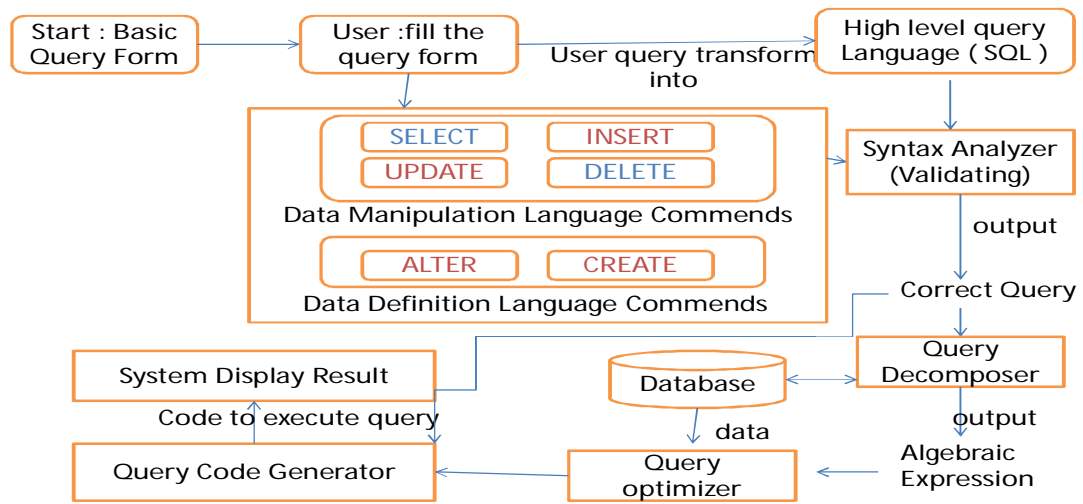 Start : Basic
Query Form
User :fill the
query form
User query transform
into
High level query
Language ( SQL )
SELECT
INSERT
UPDATE
DELETE
Data Manipulation Language Commends
ALTER
CREATE
Data Definition Language Commends
Syntax Analyzer
(Validating)
output
Correct Query
Query
Decomposer
output
Algebraic
Expression
Database
data
Query
optimizer
Query Code Generator
Code to execute query
System Display Result